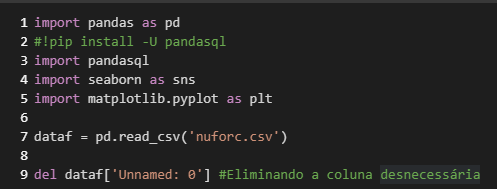 1 import pandas as pd
2 #!pip install -U pandasql
3 import pandasql
4 import seaborn as sns
5 import matplotlib.pyplot as plt
6
7 dataf = pd.read_csv('nuforc.csv')
8
9 del dataf['Unnamed: 0'] #Eliminando a coluna desnecessária